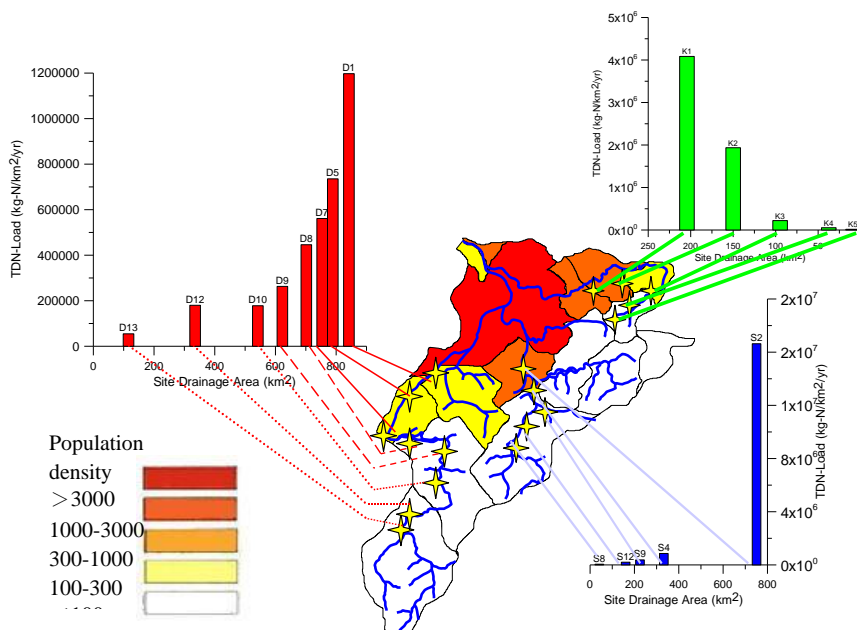 TDN-Load (kg-N/km2/yr)
1200000
1000000
800000
600000
400000
200000
0
D13
D12
D10
D9
D8
D7
D5
D1
0 200 400 600 800
Site Drainage Area (km2)
TDN-Load (kg-N/km2/yr)
5x10^6
4x10^6
2x10^6
1x10^6
0x10^0
K1
K2
K3
K4
K5
250 200 150 100 50
Site Drainage Area (km2)
2x10^7
2x10^7
1x10^7
8x10^6
4x10^6
0x10^0
TDN-Load (kg-N/km2/yr)
S8
S12
S9
S4
S2
0 200 400 600 800
Site Drainage Area (km2)
Population
density
>3000
1000-3000
300-1000
100-300